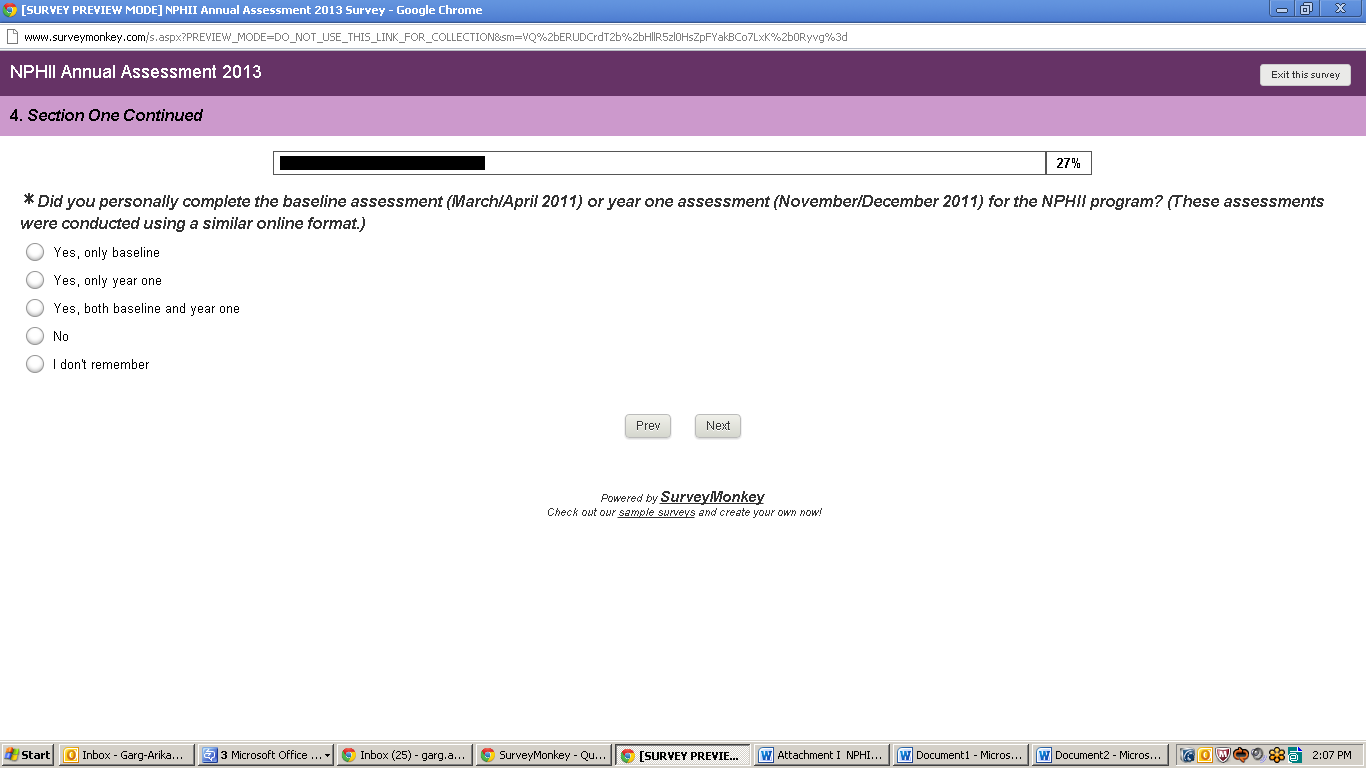 [SURVEY PREVIEW MODE] NPHII Annual Assessment 2013 Survey - Google Chrome
www.surveymonkey.com/s.aspx?PREVIEW_MODE=DO_NOT_USE_THIS_LINK_FOR_COLLECTION&sm=VQ%2bERUDCrdT2b%2bHllR5zl0HsZpFYakBCo7LxK%2b0Ryvg%3d
NPHII Annual Assessment 2013
Exit this survey
4. Section One Continued
27%
*Did you personally complete the baseline assessment (March/April 2011) or year one assessment (November/December 2011) for the NPHII program? (These assessments
were conducted using a similar online format.)
Yes, only baseline
Yes, only year one
Yes, both baseline and year one
No
I don't remember
Prev Next
Powered by SurveyMonkey
Check out our sample surveys and create your own now!
Start Inbox - Garg-Arika... 3 Microsoft Office ... Inbox (25) - garg.a... SurveyMonkey - Qu... [SURVEY PREVIE... Attachment I NPHI... Document1 - Micros... Document2 - Micros... 2:07 PM